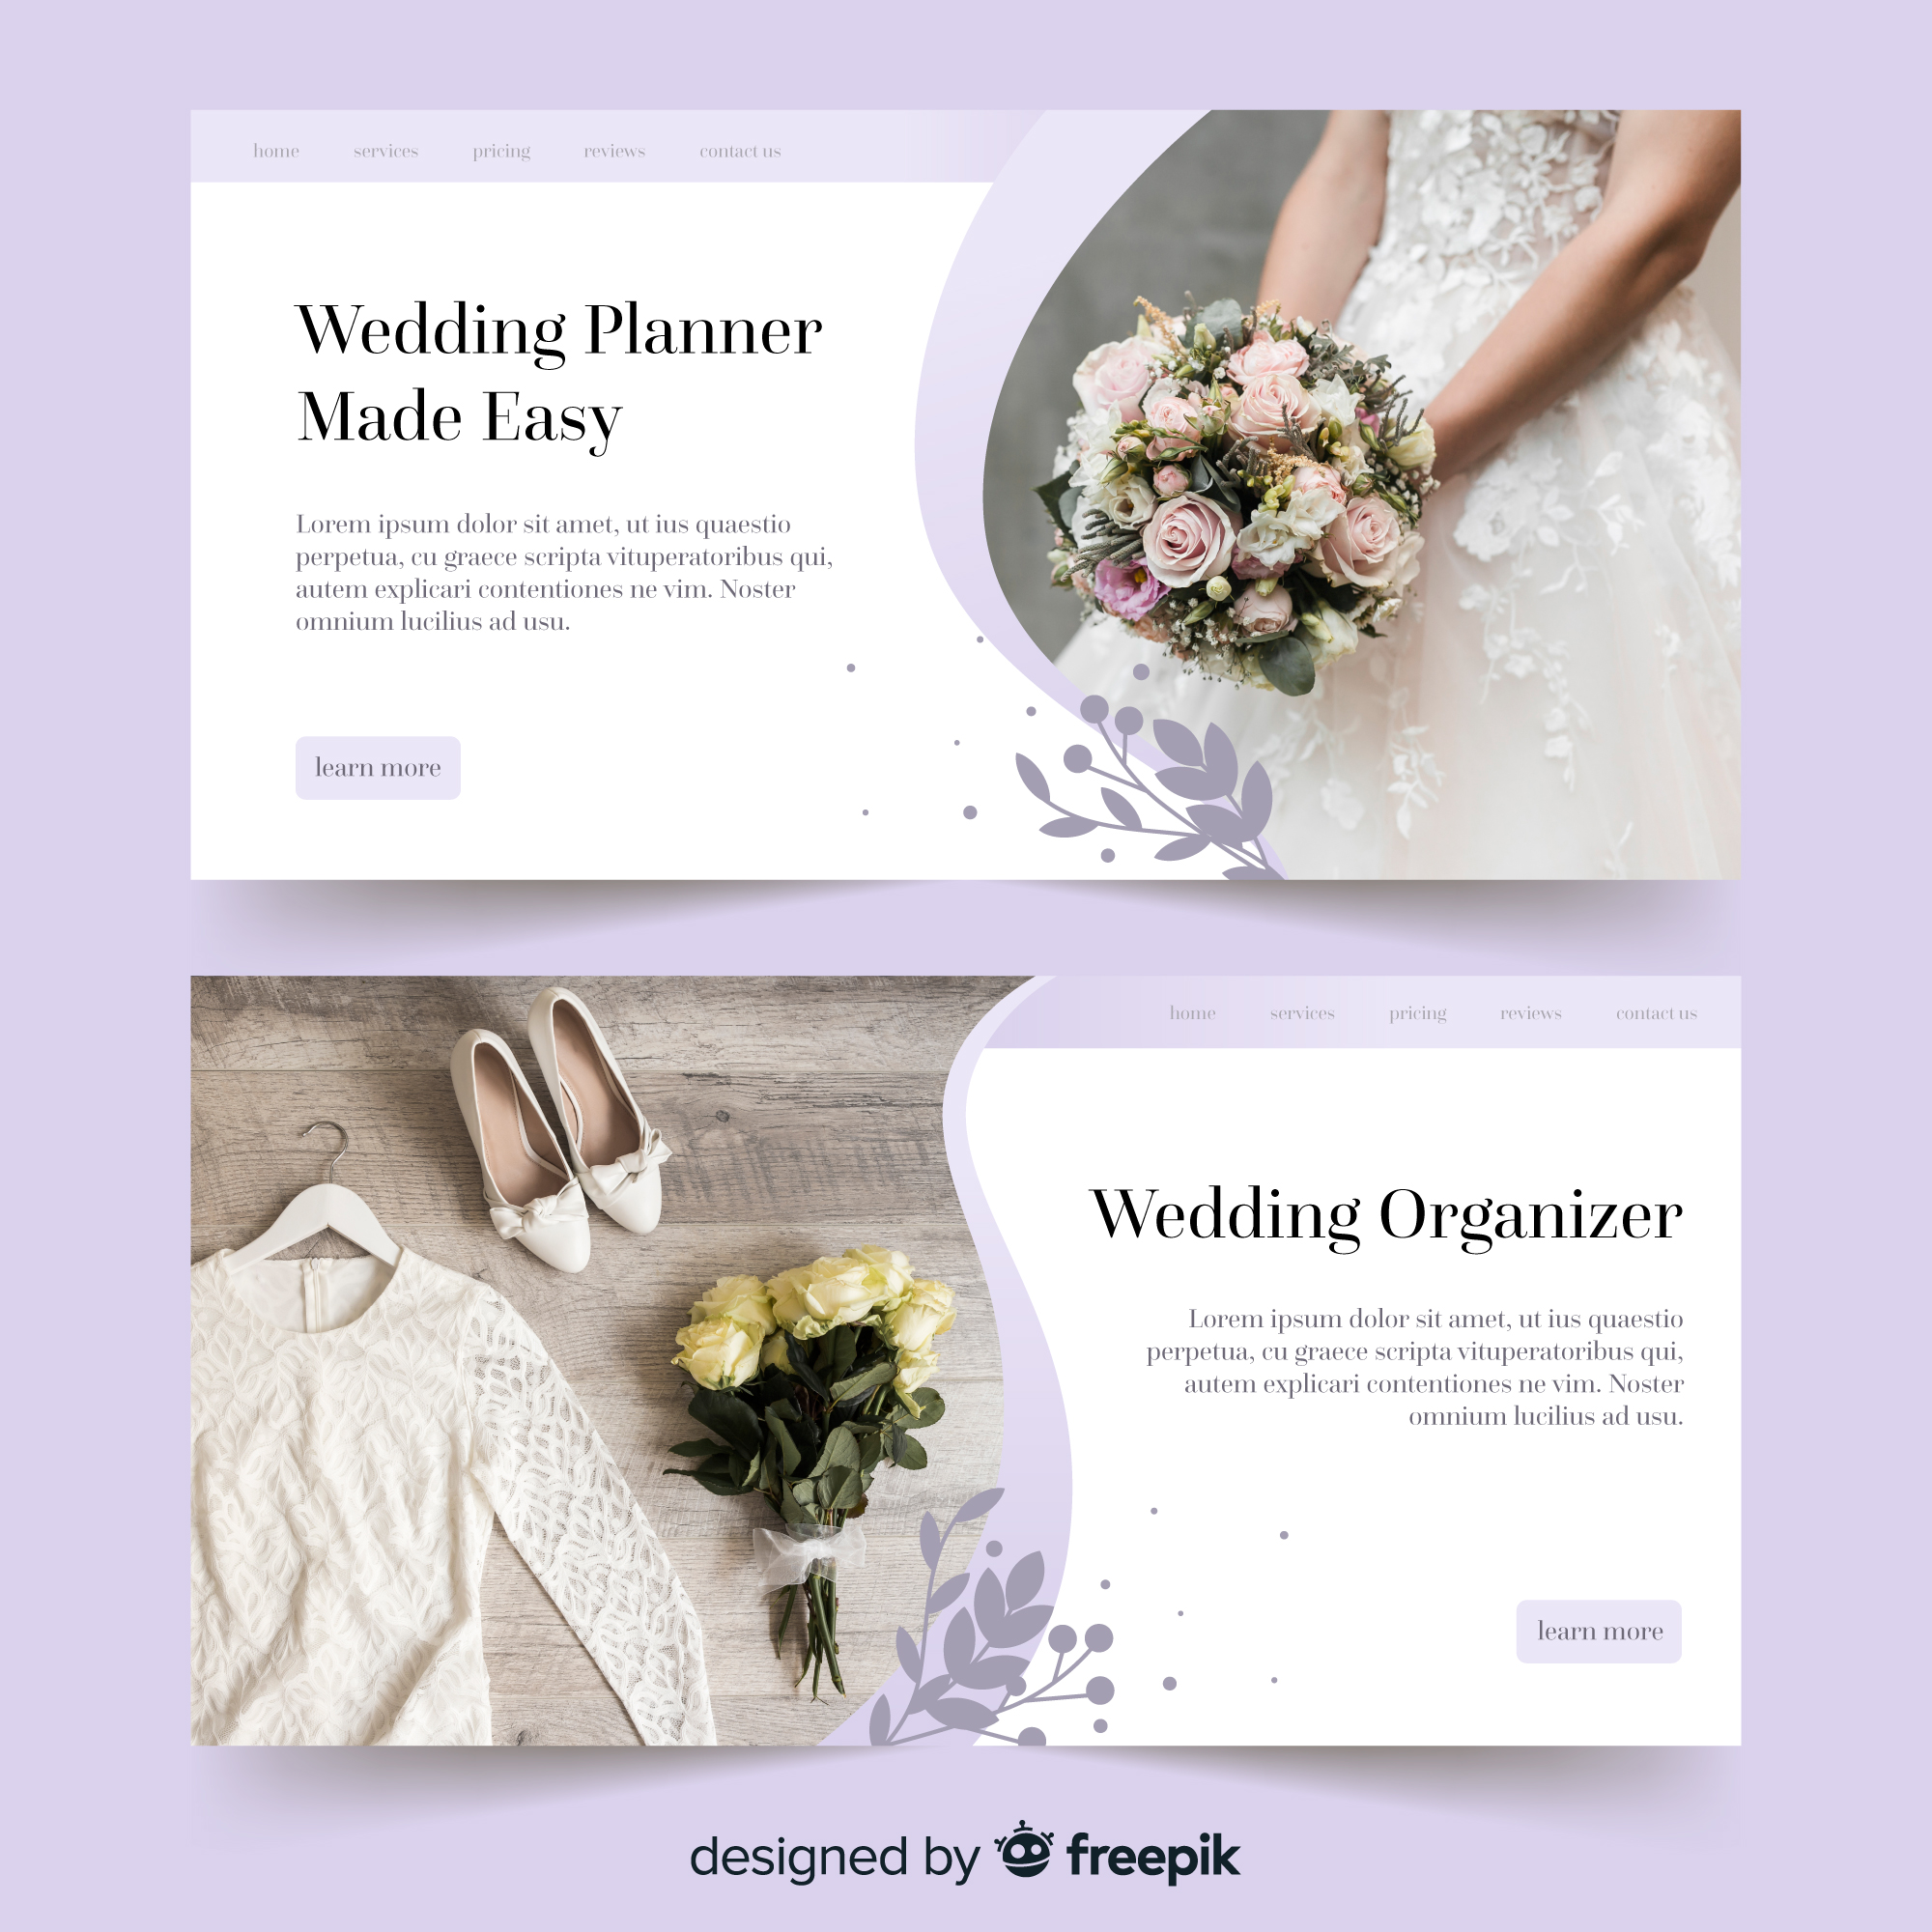 home services pricing reviews contact us
Wedding Planner
Made Easy
Lorem ipsum dolor sit amet, ut ius quaestio
perpetua, cu graece scripta vituperatoribus qui,
autem explicari contentiones ne vim. Noster
omnium lucilius ad usu.
learn more
home services pricing reviews contact us
Wedding Organizer
Lorem ipsum dolor sit amet, ut ius quaestio
perpetua, cu graece scripta vituperatoribus qui,
autem explicari contentiones ne vim. Noster
omnium lucilius ad usu.
learn more
designed by freepik